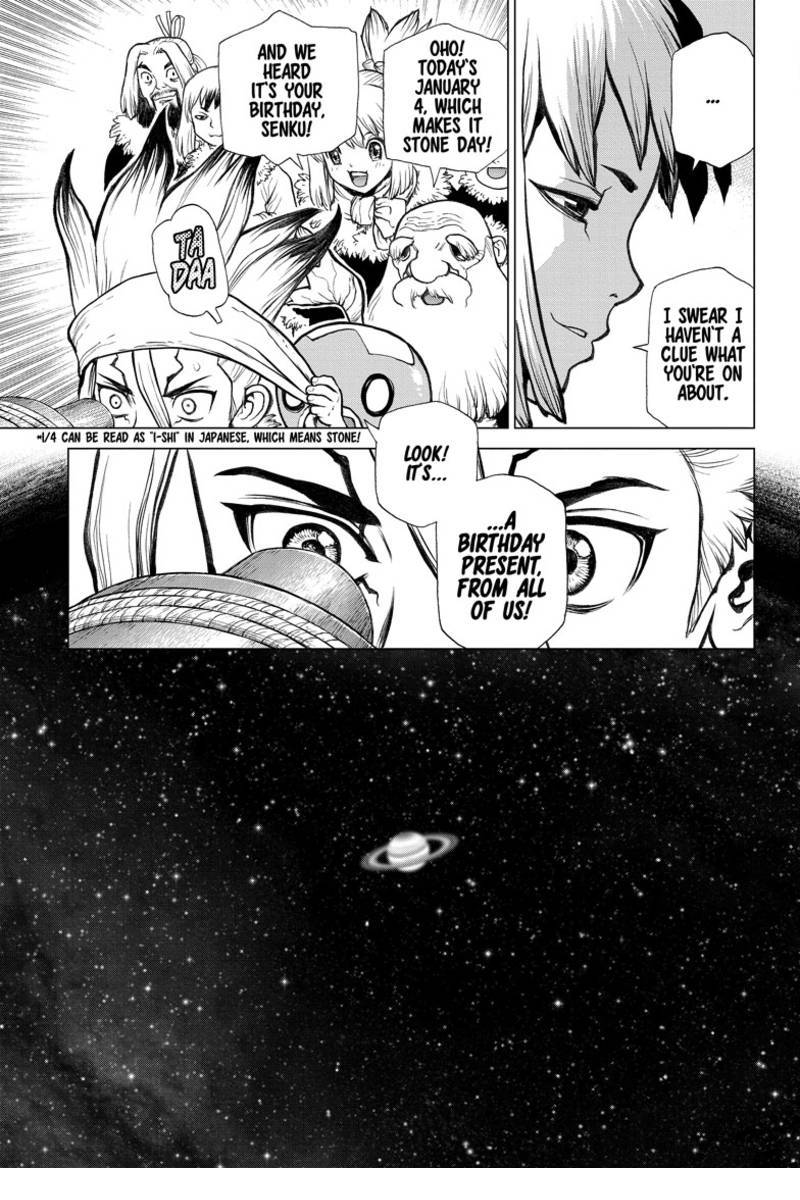 ...
I SWEAR I
HAVEN'T A
CLUE WHAT
YOU'RE ON
ABOUT.
OHO!
TODAY'S
JANUARY
4, WHICH
MAKES IT
STONE DAY!
AND WE
HEARD
IT'S YOUR
BIRTHDAY,
SENKU!
TA
DAA
*1/4 CAN BE READ AS "I-SHI" IN JAPANESE, WHICH MEANS STONE!
LOOK!
IT'S...
...A
BIRTHDAY
PRESENT,
FROM ALL
OF US!